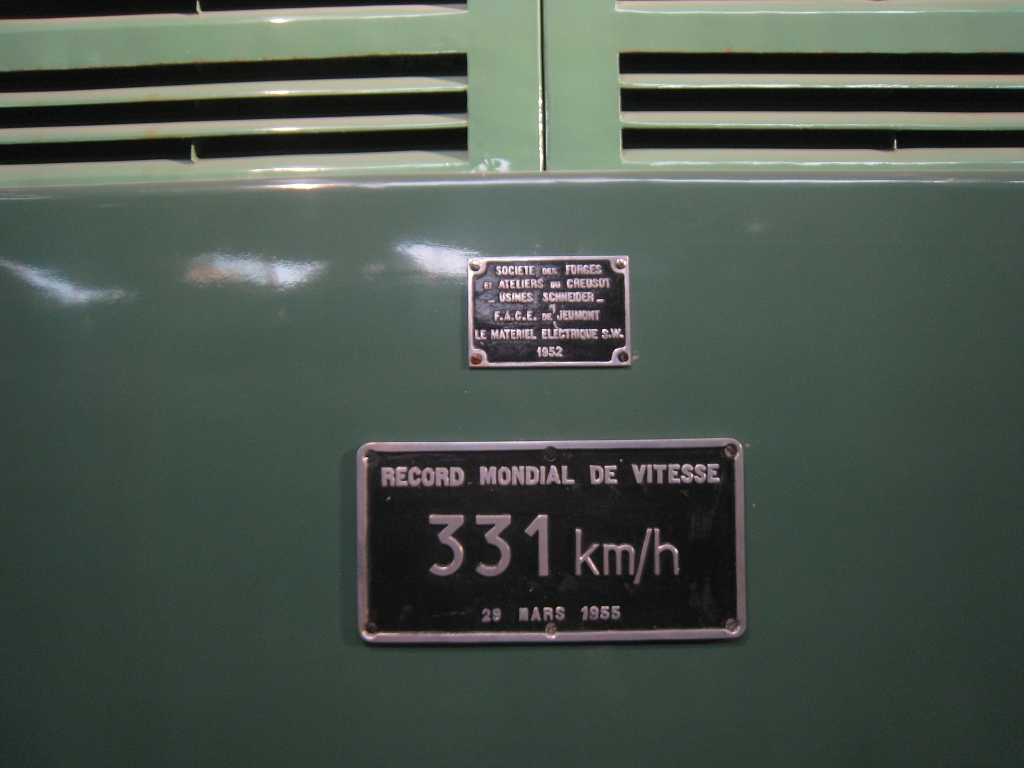 SOCIETE DES FORGES
ET ATELIERS DU CREUSOT
_ USINES SCHNEIDER _
F.A.C.E. DE JEUMONT
LE MATERIEL ELECTRIQUE S.W.
1952
RECORD MONDIAL DE VITESSE
331 km/h
29 MARS 1955